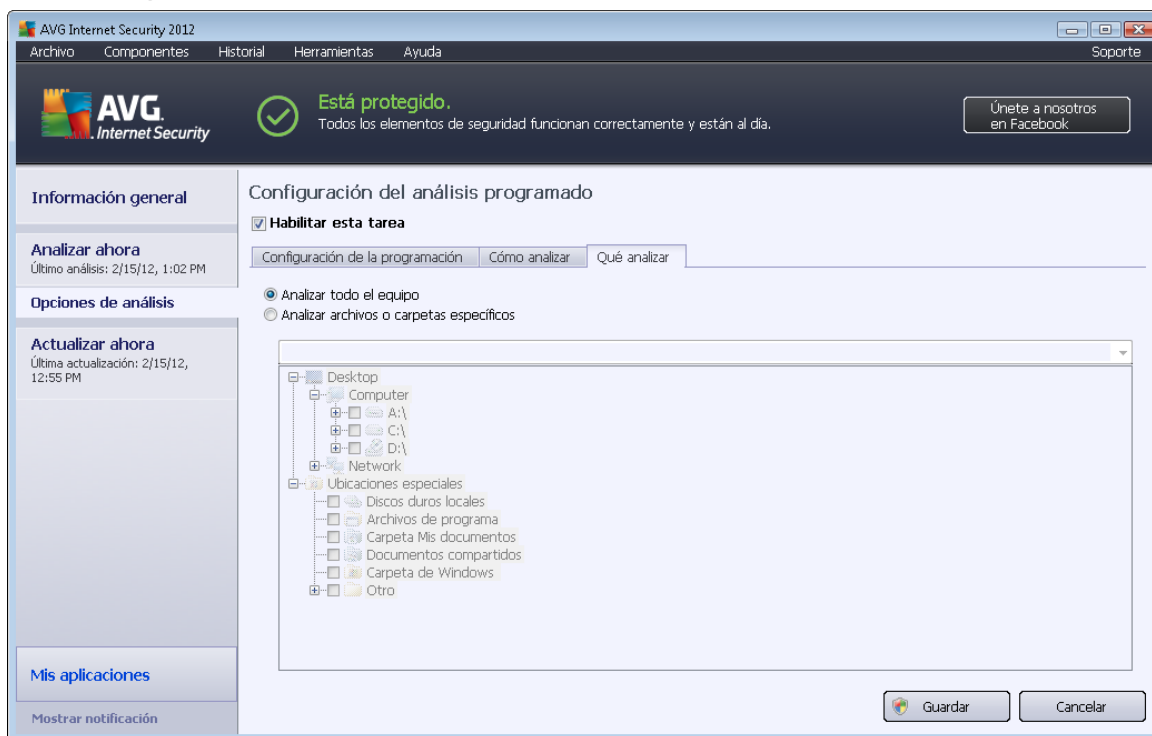 AVG Internet Security 2012
Archivo Componentes Historial Herramientas Ayuda Soporte
AVG.
Internet Security
Está protegido.
Todos los elementos de seguridad funcionan correctamente y están al día.
Únete a nosotros
en Facebook
Información general
Analizar ahora
Último análisis: 2/15/12, 1:02 PM
Opciones de análisis
Actualizar ahora
Última actualización: 2/15/12,
12:55 PM
Mis aplicaciones
Mostrar notificación
Configuración del análisis programado
Habilitar esta tarea
Configuración de la programación Cómo analizar Qué analizar
Analizar todo el equipo
Analizar archivos o carpetas específicos
Desktop
Computer
A:\
C:\
D:\
Network
Ubicaciones especiales
Discos duros locales
Archivos de programa
Carpeta Mis documentos
Documentos compartidos
Carpeta de Windows
Otro
Guardar Cancelar